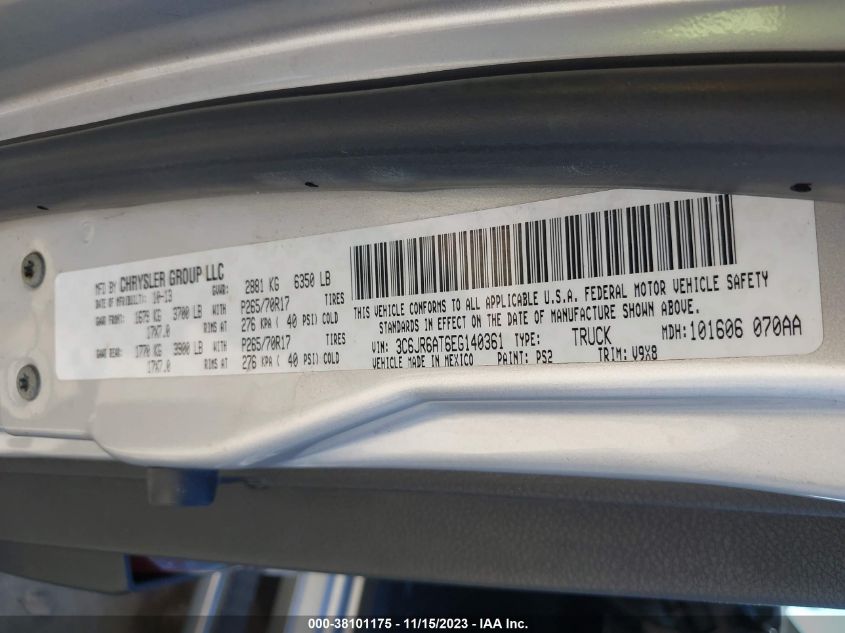 MFD BY CHRYSLER GROUP LLC
DATE OF MFR(BUILT): 10-13 GVWR: 2881 KG 6350 LB
GAWR FRONT: 1679 KG 3700 LB WITH P265/70R17 TIRES
17X7.0 RIMS AT 276 KPA ( 40 PSI) COLD
GAWR REAR: 1770 KG 3900 LB WITH P265/70R17 TIRES
17X7.0 RIMS AT 276 KPA ( 40 PSI) COLD
THIS VEHICLE CONFORMS TO ALL APPLICABLE U.S.A. FEDERAL MOTOR VEHICLE SAFETY
STANDARDS IN EFFECT ON THE DATE OF MANUFACTURE SHOWN ABOVE.
VIN: 3C6JR6AT6EG140361 TYPE: TRUCK MDH: 101606 070AA
VEHICLE MADE IN MEXICO PAINT: PS2 TRIM: V9X8
000-38101175 - 11/15/2023 - IAA Inc.